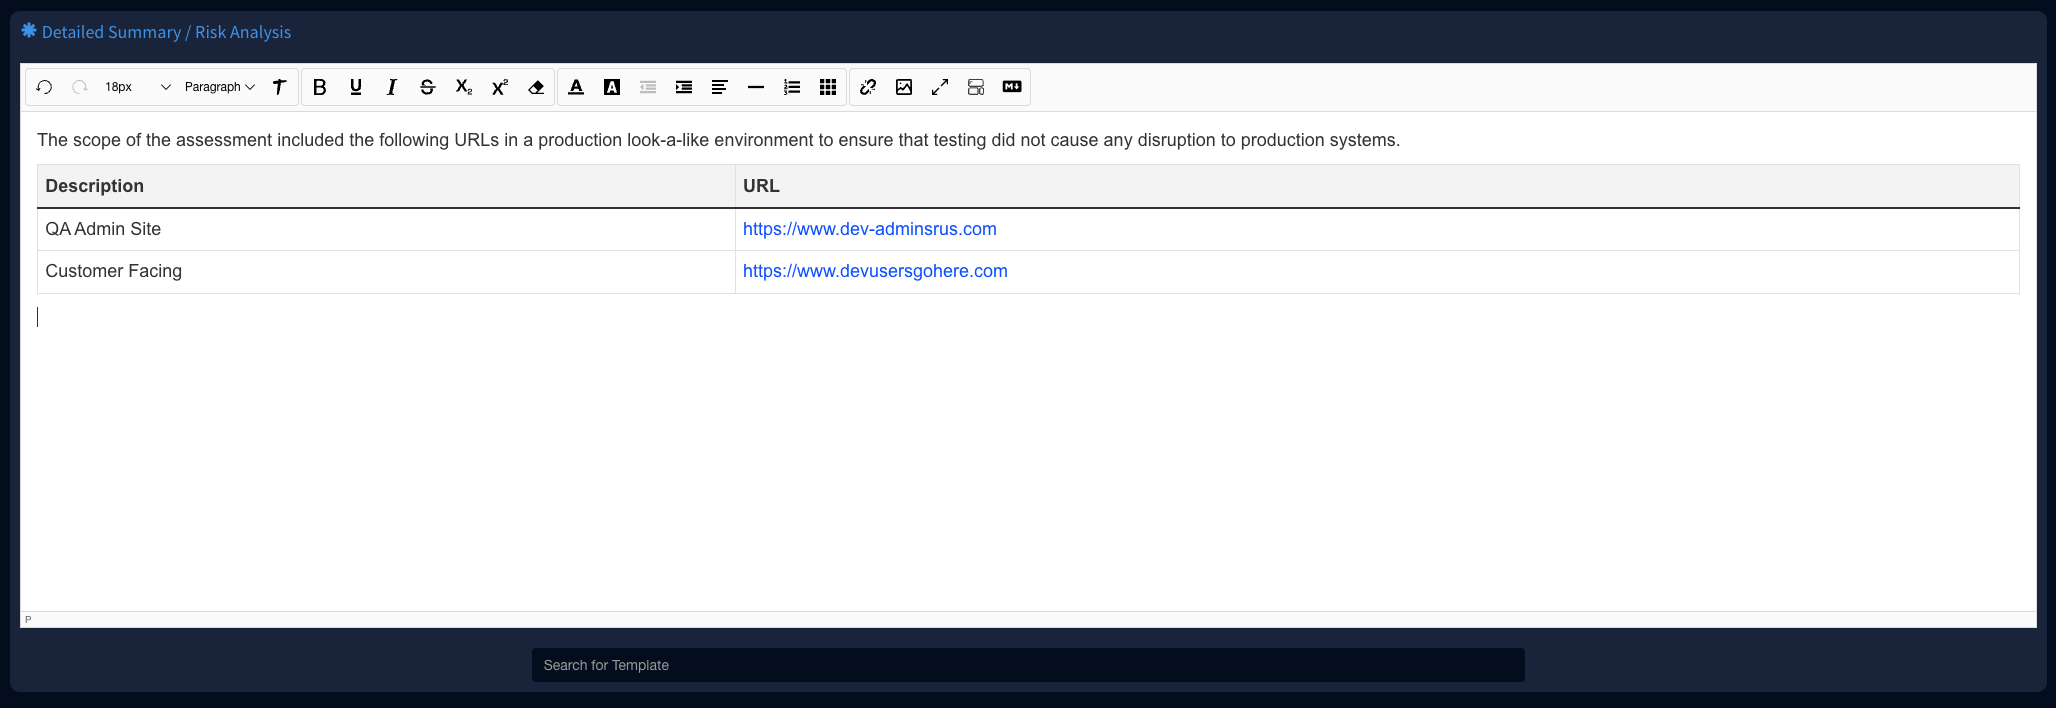 Detailed Summary / Risk Analysis
18px Paragraph
The scope of the assessment included the following URLs in a production look-a-like environment to ensure that testing did not cause any disruption to production systems.
Description URL
QA Admin Site https://www.dev-adminsrus.com
Customer Facing https://www.devusersgohere.com
P
Search for Template